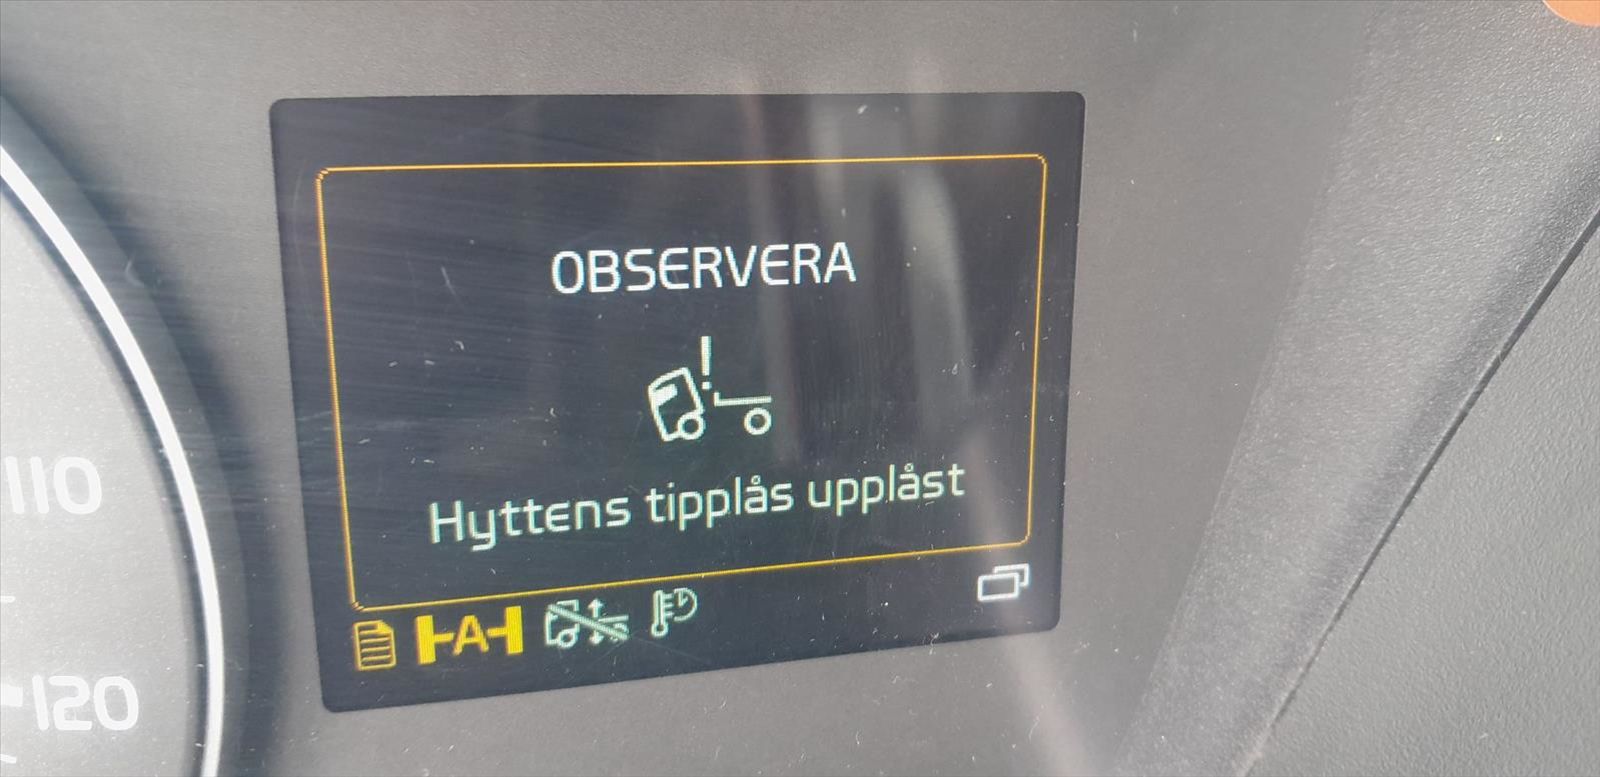 OBSERVERA
Hyttens tipplås upplåst
A
110
120